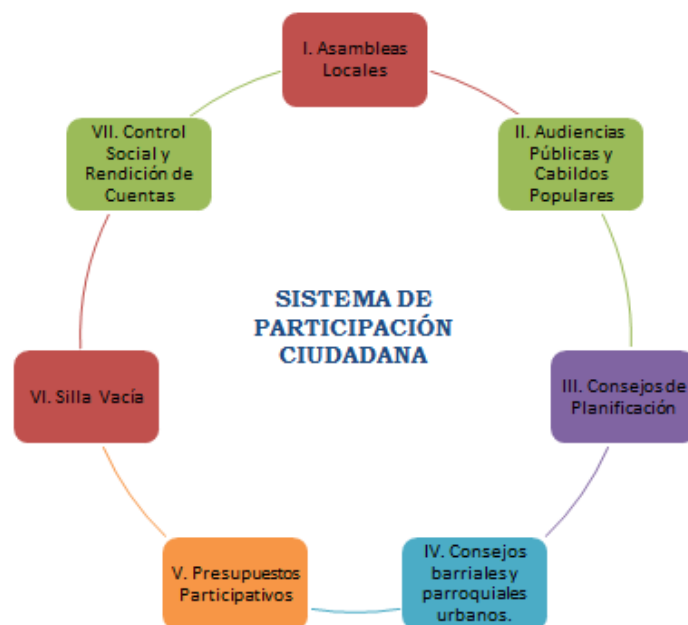 I. Asambleas
Locales
II. Audiencias
Públicas y
Cabildos
Populares
III. Consejos de
Planificación
IV. Consejos
barriales y
parroquiales
urbanos.
V. Presupuestos
Participativos
VI. Silla Vacía
VII. Control
Social y
Rendición de
Cuentas
SISTEMA DE
PARTICIPACIÓN
CIUDADANA